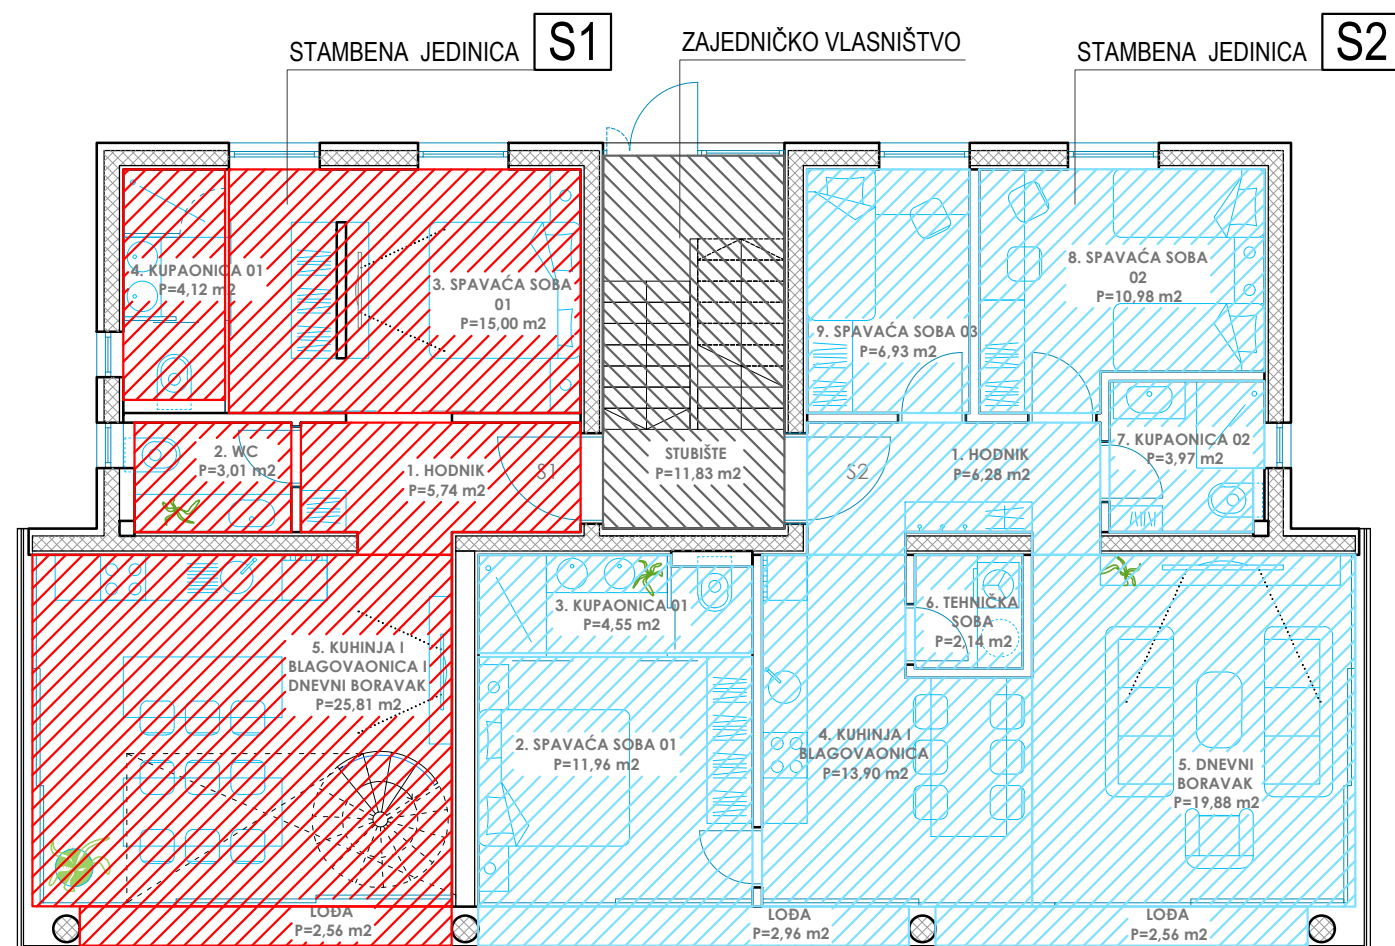 STAMBENA JEDINICA S1
ZAJEDNIČKO VLASNIŠTVO
STAMBENA JEDINICA S2
4. KUPAONICA 01
P=4,12 m2
3. SPAVAĆA SOBA
01
P=15,00 m2
9. SPAVAĆA SOBA 03
P=6,93 m2
8. SPAVAĆA SOBA
02
P=10,98 m2
2. WC
P=3,01 m2
1. HODNIK
P=5,74 m2
S1
STUBIŠTE
P=11,83 m2
S2
1. HODNIK
P=6,28 m2
7. KUPAONICA 02
P=3,97 m2
5. KUHINJA I
BLAGOVAONICA I
DNEVNI BORAVAK
P=25,81 m2
3. KUPAONICA 01
P=4,55 m2
6. TEHNIČKA
SOBA
P=2,14 m2
2. SPAVAĆA SOBA 01
P=11,96 m2
4. KUHINJA I
BLAGOVAONICA
P=13,90 m2
5. DNEVNI
BORAVAK
P=19,88 m2
LOĐA
P=2,56 m2
LOĐA
P=2,96 m2
LOĐA
P=2,56 m2